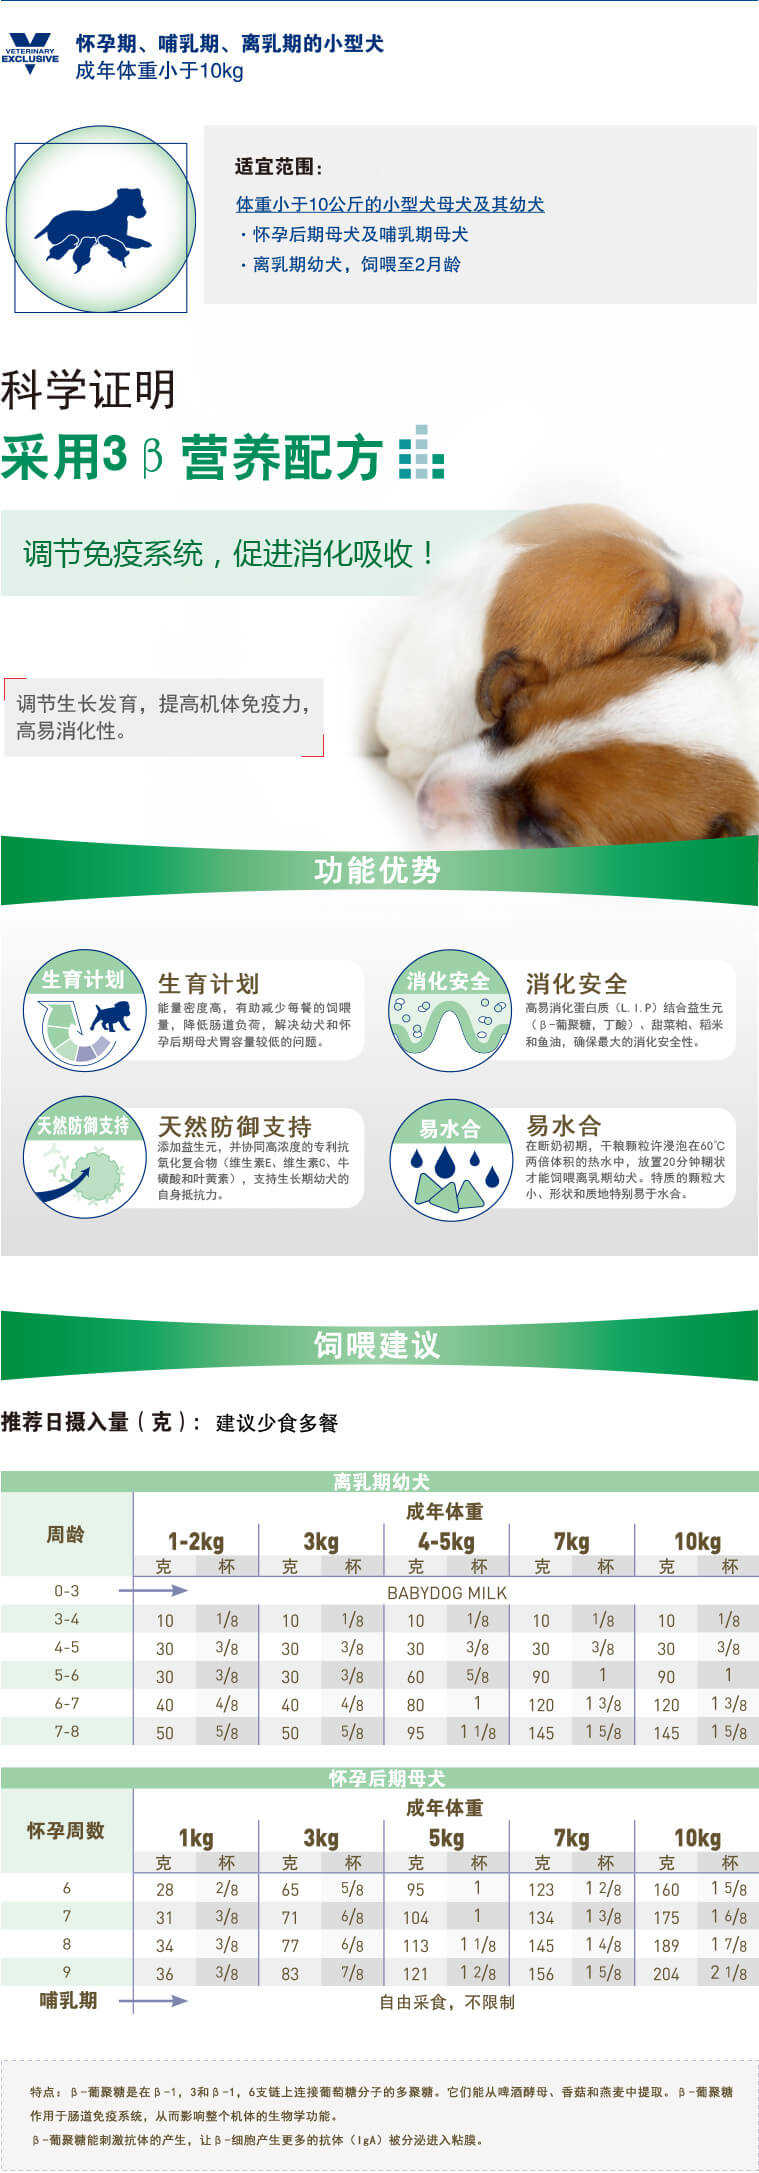 VETERINARY
EXCLUSIVE
怀孕期、哺乳期、离乳期的小型犬
成年体重小于10kg
适宜范围：
体重小于10公斤的小型犬母犬及其幼犬
·怀孕后期母犬及哺乳期母犬
·离乳期幼犬，饲喂至2月龄
科学证明
采用3β营养配方
调节免疫系统，促进消化吸收！
调节生长发育，提高机体免疫力，
高易消化性。
功能优势
生育计划
生育计划
能量密度高，有助减少每餐的饲喂
量，降低肠道负荷，解决幼犬和怀
孕后期母犬胃容量较低的问题。
消化安全
消化安全
高易消化蛋白质（L.I.P）结合益生元
（β-葡聚糖，丁酸）、甜菜粕、稻米
和鱼油，确保最大的消化安全性。
天然防御支持
天然防御支持
添加益生元，并协同高浓度的专利抗
氧化复合物（维生素E、维生素C、牛
磺酸和叶黄素），支持生长期幼犬的
自身抵抗力。
易水合
易水合
在断奶初期，干粮颗粒许浸泡在60℃
两倍体积的热水中，放置20分钟糊状
才能饲喂离乳期幼犬。特质的颗粒大
小、形状和质地特别易于水合。
饲喂建议
推荐日摄入量（克）：建议少食多餐
离乳期幼犬
周龄 成年体重
1-2kg 3kg 4-5kg 7kg 10kg
克 杯 克 杯 克 杯 克 杯 克 杯
0-3 BABYDOG MILK
3-4 10 1/8 10 1/8 10 1/8 10 1/8 10 1/8
4-5 30 3/8 30 3/8 30 3/8 30 3/8 30 3/8
5-6 30 3/8 30 3/8 60 5/8 90 1 90 1
6-7 40 4/8 40 4/8 80 1 120 1 3/8 120 1 3/8
7-8 50 5/8 50 5/8 95 1 1/8 145 1 5/8 145 1 5/8
怀孕后期母犬
怀孕周数 成年体重
1kg 3kg 5kg 7kg 10kg
克 杯 克 杯 克 杯 克 杯 克 杯
6 28 2/8 65 5/8 95 1 123 1 2/8 160 1 5/8
7 31 3/8 71 6/8 104 1 134 1 3/8 175 1 6/8
8 34 3/8 77 6/8 113 1 1/8 145 1 4/8 189 1 7/8
9 36 3/8 83 7/8 121 1 2/8 156 1 5/8 204 2 1/8
哺乳期 自由采食，不限制
特点：β-葡聚糖是在β-1，3和β-1，6支链上连接葡萄糖分子的多聚糖。它们能从啤酒酵母、香菇和燕麦中提取。β-葡聚糖
作用于肠道免疫系统，从而影响整个机体的生物学功能。
β-葡聚糖能刺激抗体的产生，让β-细胞产生更多的抗体（IgA）被分泌进入粘膜。